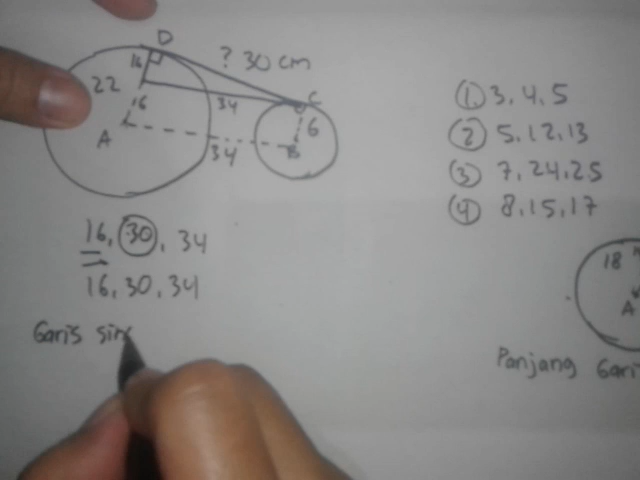 D
? 30 cm
16
22
34
C
6
6
A
34
B
16, 30, 34
16, 30, 34
Garis sin
① 3, 4, 5
② 5, 12, 13
③ 7, 24, 25
④ 8, 15, 17
18
A
Panjang Gari